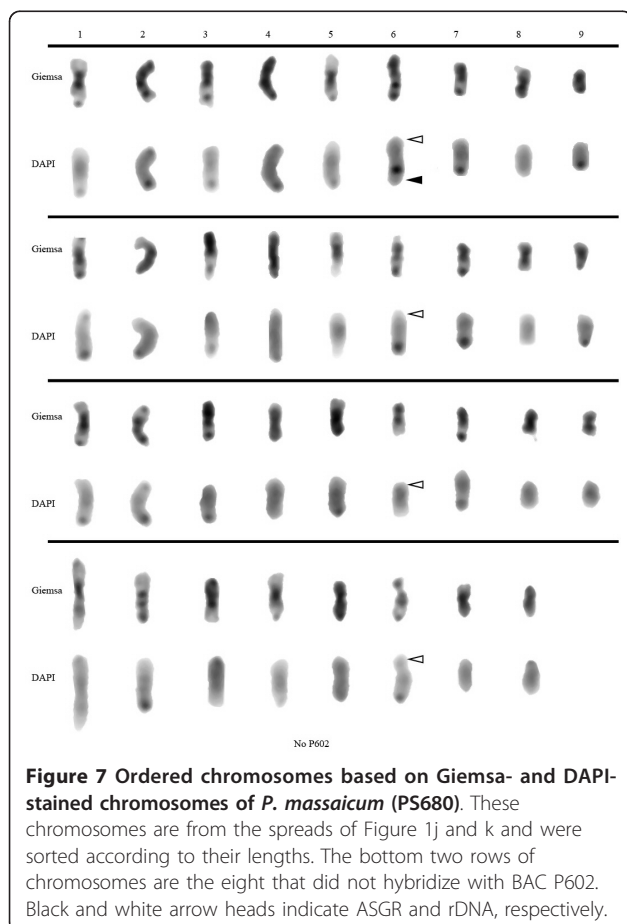 1 2 3 4 5 6 7 8 9
Giemsa
DAPI
Giemsa
DAPI
Giemsa
DAPI
Giemsa
DAPI
No P602
Figure 7 Ordered chromosomes based on Giemsa- and DAPI-
stained chromosomes of P. massaicum (PS680). These
chromosomes are from the spreads of Figure 1j and k and were
sorted according to their lengths. The bottom two rows of
chromosomes are the eight that did not hybridize with BAC P602.
Black and white arrow heads indicate ASGR and rDNA, respectively.